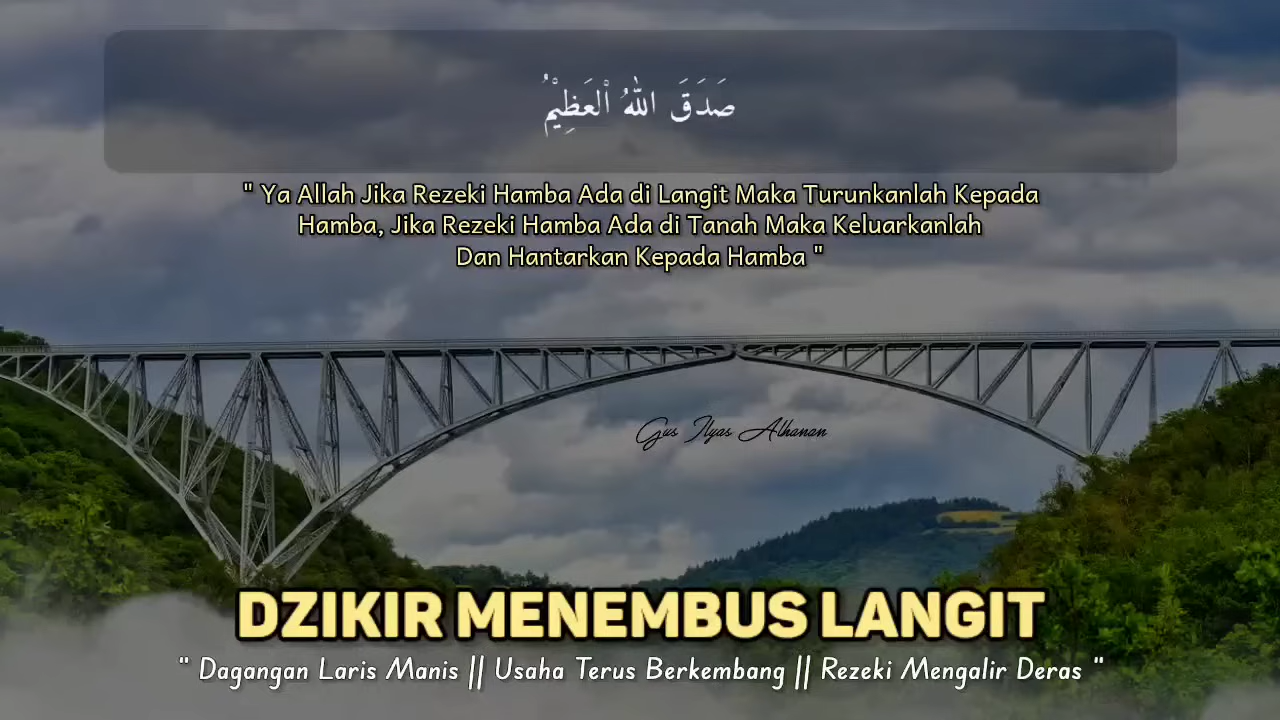 صَدَقَ اللهُ اْلعَظِيْمُ
" Ya Allah Jika Rezeki Hamba Ada di Langit Maka Turunkanlah Kepada
Hamba, Jika Rezeki Hamba Ada di Tanah Maka Keluarkanlah
Dan Hantarkan Kepada Hamba "
Gus Ilyas Alhanan
DZIKIR MENEMBUS LANGIT
" Dagangan Laris Manis || Usaha Terus Berkembang || Rezeki Mengalir Deras "